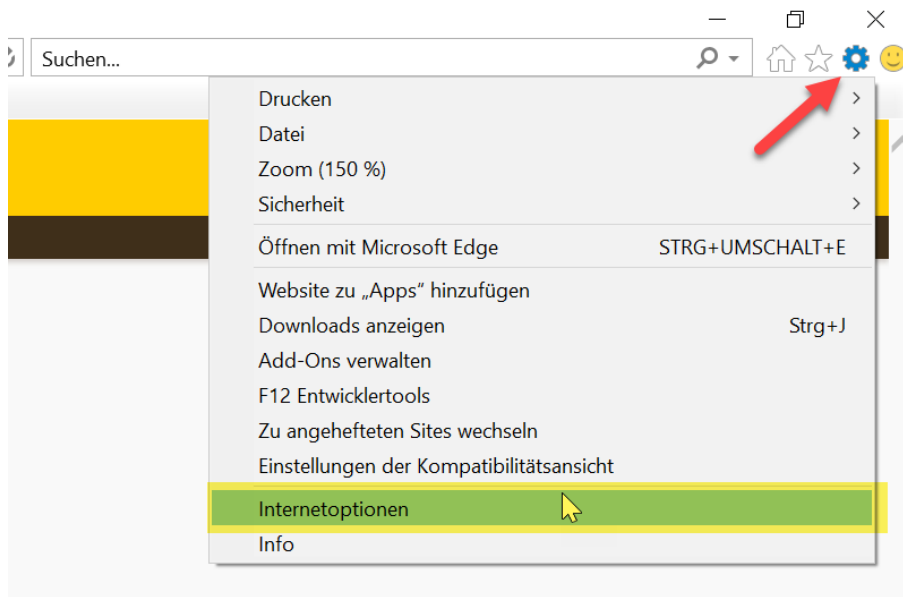 Suchen...
Drucken
Datei
Zoom (150 %)
Sicherheit
Öffnen mit Microsoft Edge STRG+UMSCHALT+E
Website zu „Apps“ hinzufügen
Downloads anzeigen Strg+J
Add-Ons verwalten
F12 Entwicklertools
Zu angehefteten Sites wechseln
Einstellungen der Kompatibilitätsansicht
Internetoptionen
Info